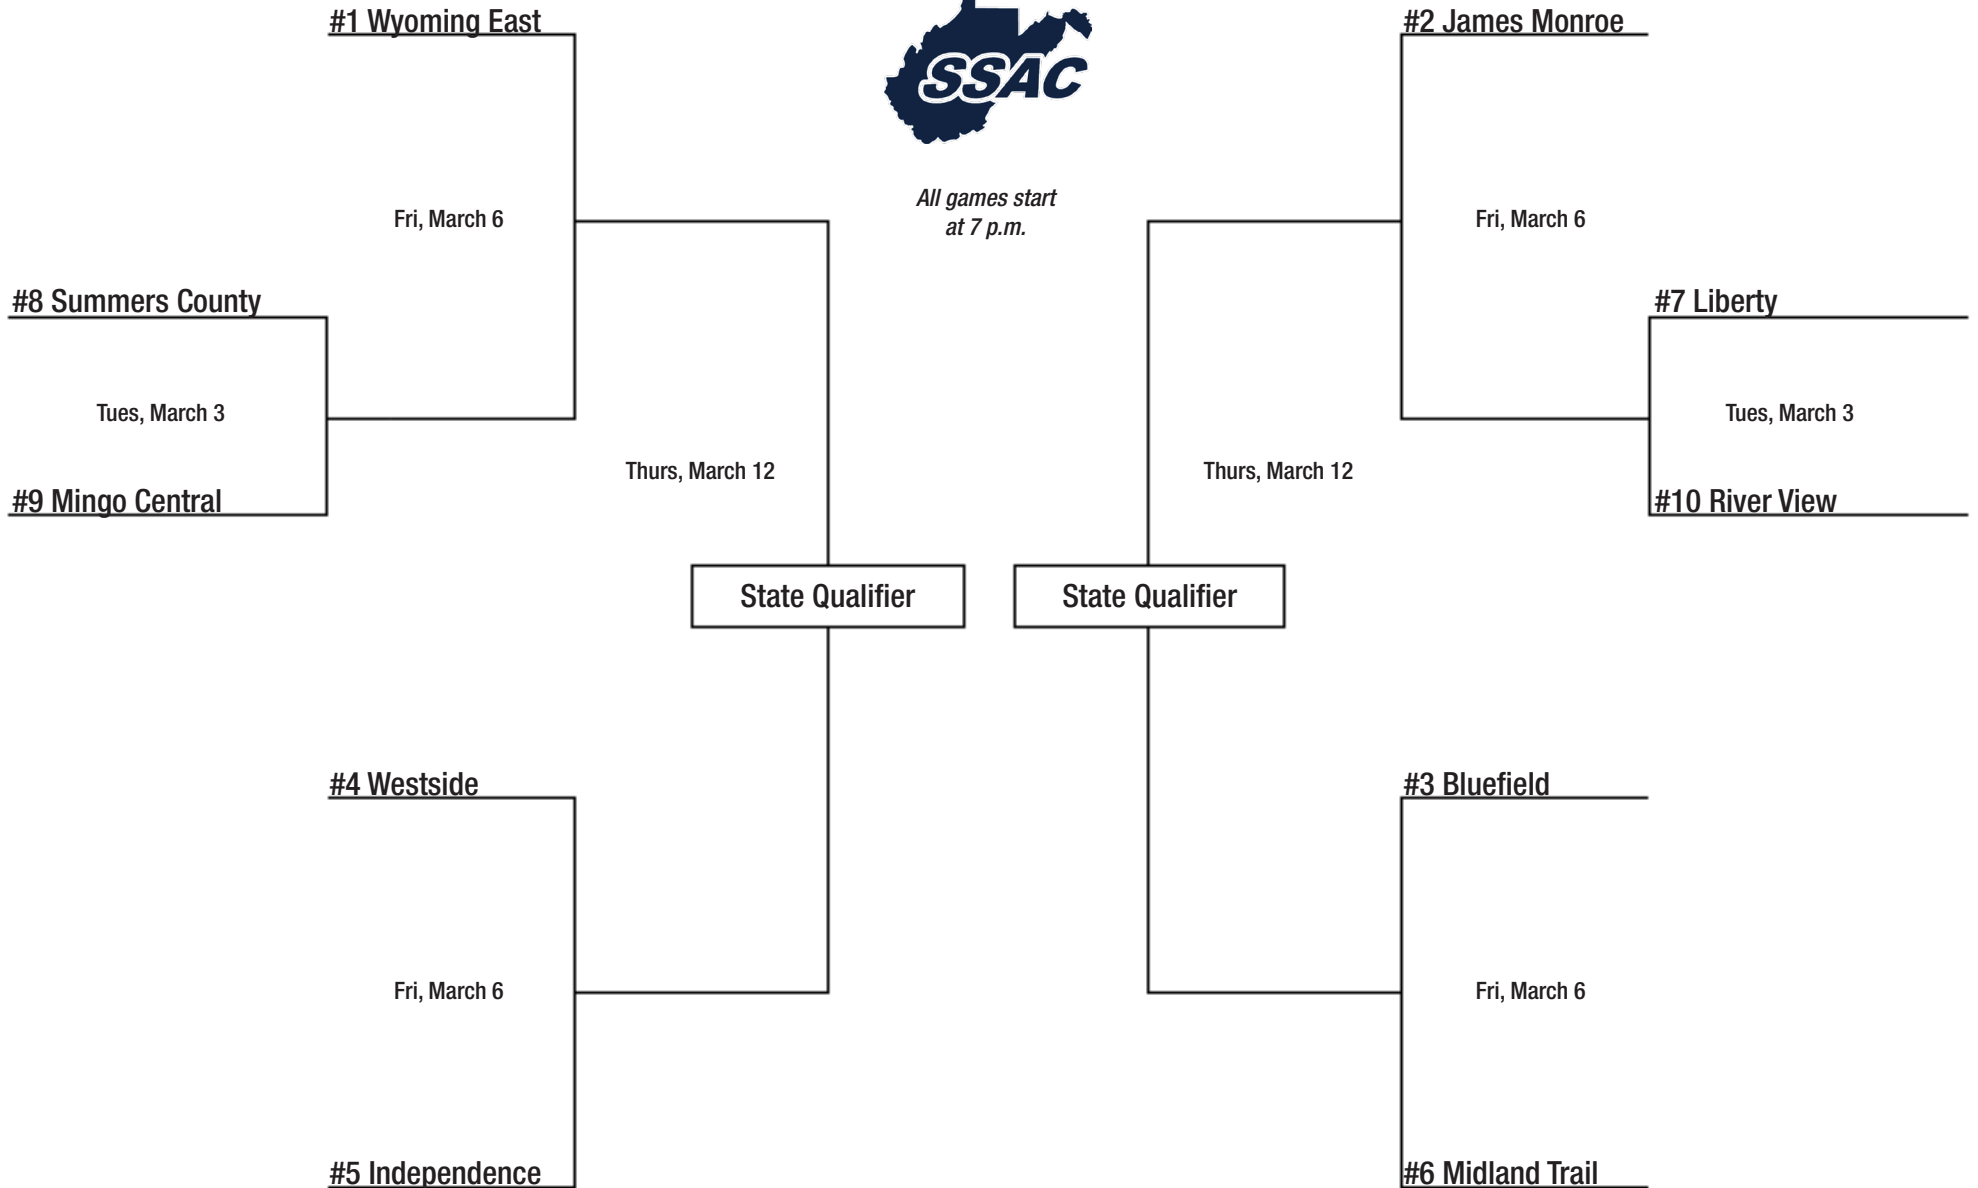 #1 Wyoming East
#2 James Monroe
SSAC
All games start
at 7 p.m.
Fri, March 6
Fri, March 6
#8 Summers County
#7 Liberty
Tues, March 3
Tues, March 3
Thurs, March 12
Thurs, March 12
#9 Mingo Central
#10 River View
State Qualifier
State Qualifier
#4 Westside
#3 Bluefield
Fri, March 6
Fri, March 6
#5 Independence
#6 Midland Trail